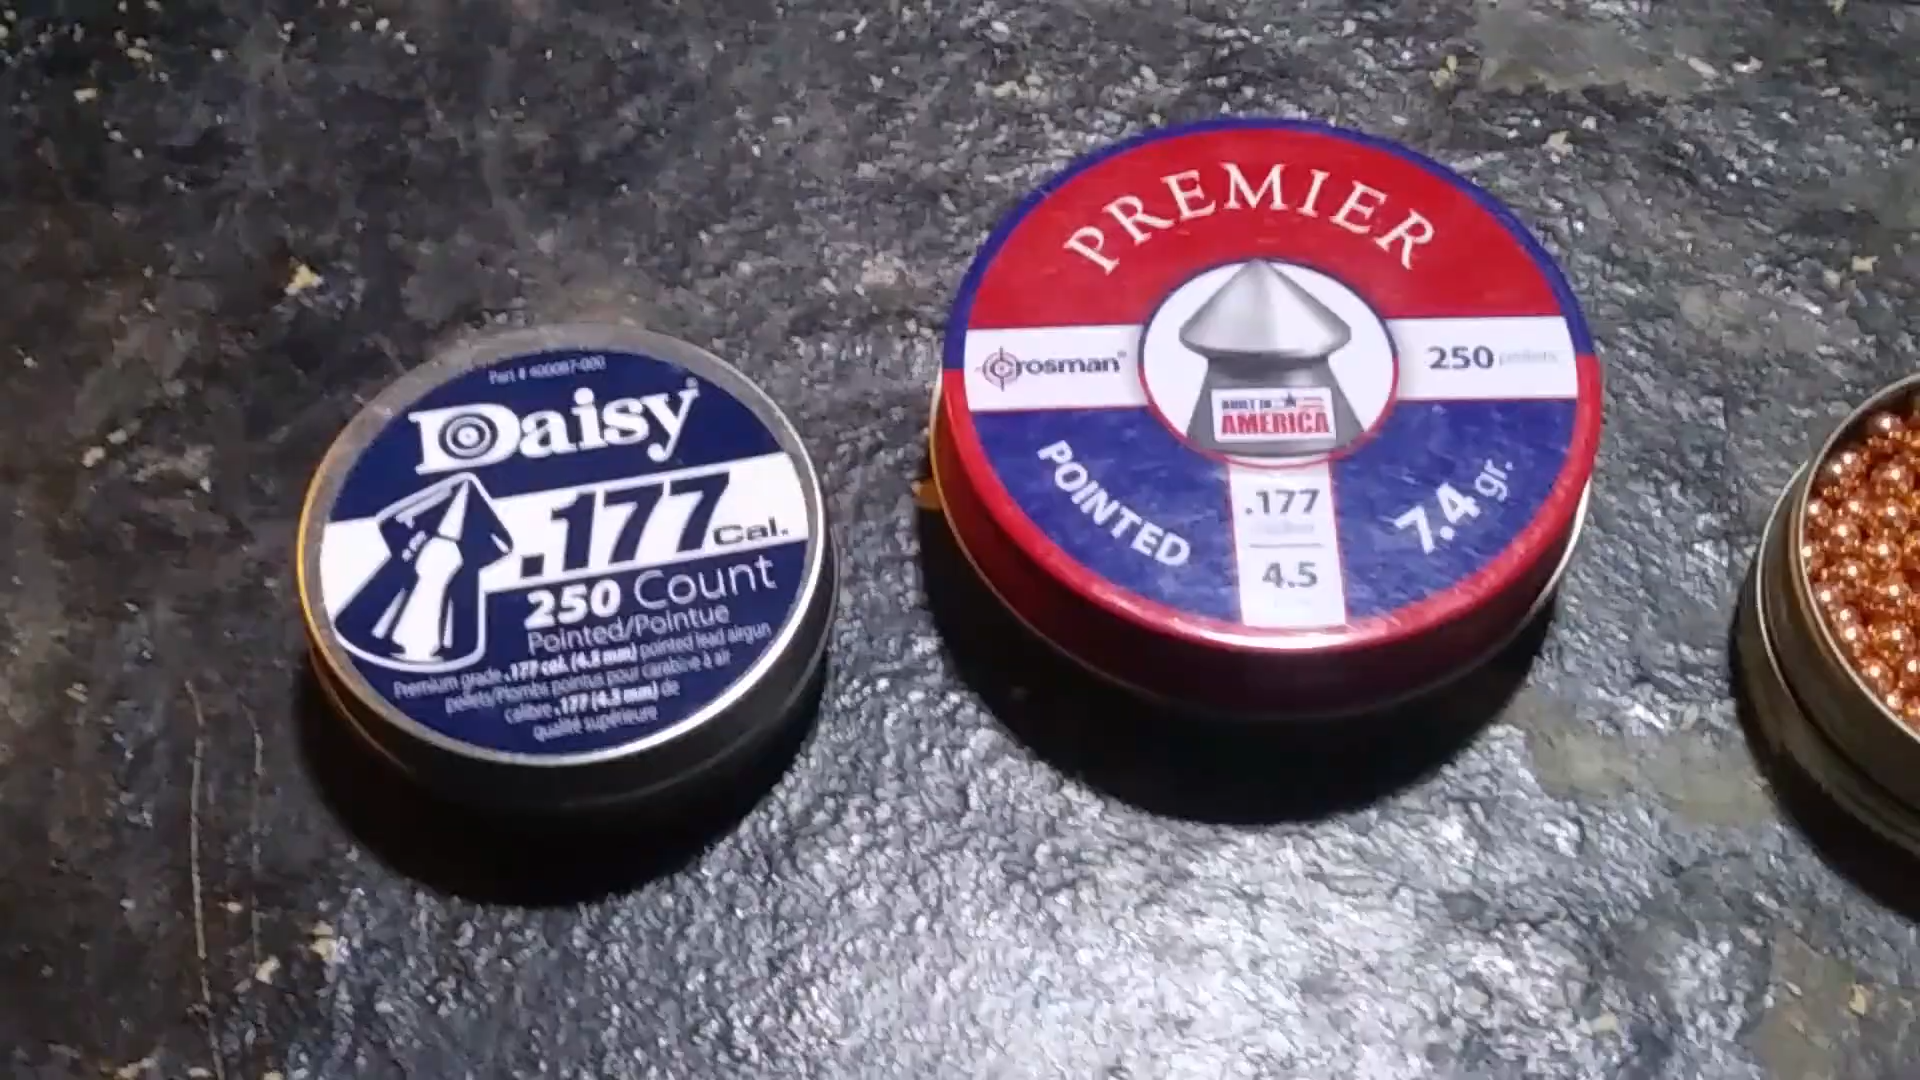 Part # 400087-000
Daisy®
.177 Cal.
250 Count
Pointed/Pointue
Premium grade .177 cal. (4.5 mm) pointed lead airgun
pellets/Plombs pointus pour carabine à air
calibre .177 (4.5 mm) de
qualité supérieure
PREMIER
Crosman®
250 pellets
BUILT IN
AMERICA
POINTED
.177
4.5
7.4 gr.